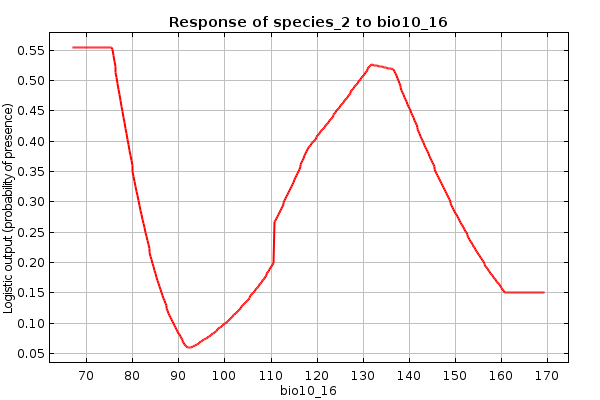 Response of species_2 to bio10_16
Logistic output (probability of presence)
0.55
0.50
0.45
0.40
0.35
0.30
0.25
0.20
0.15
0.10
0.05
70 80 90 100 110 120 130 140 150 160 170
bio10_16